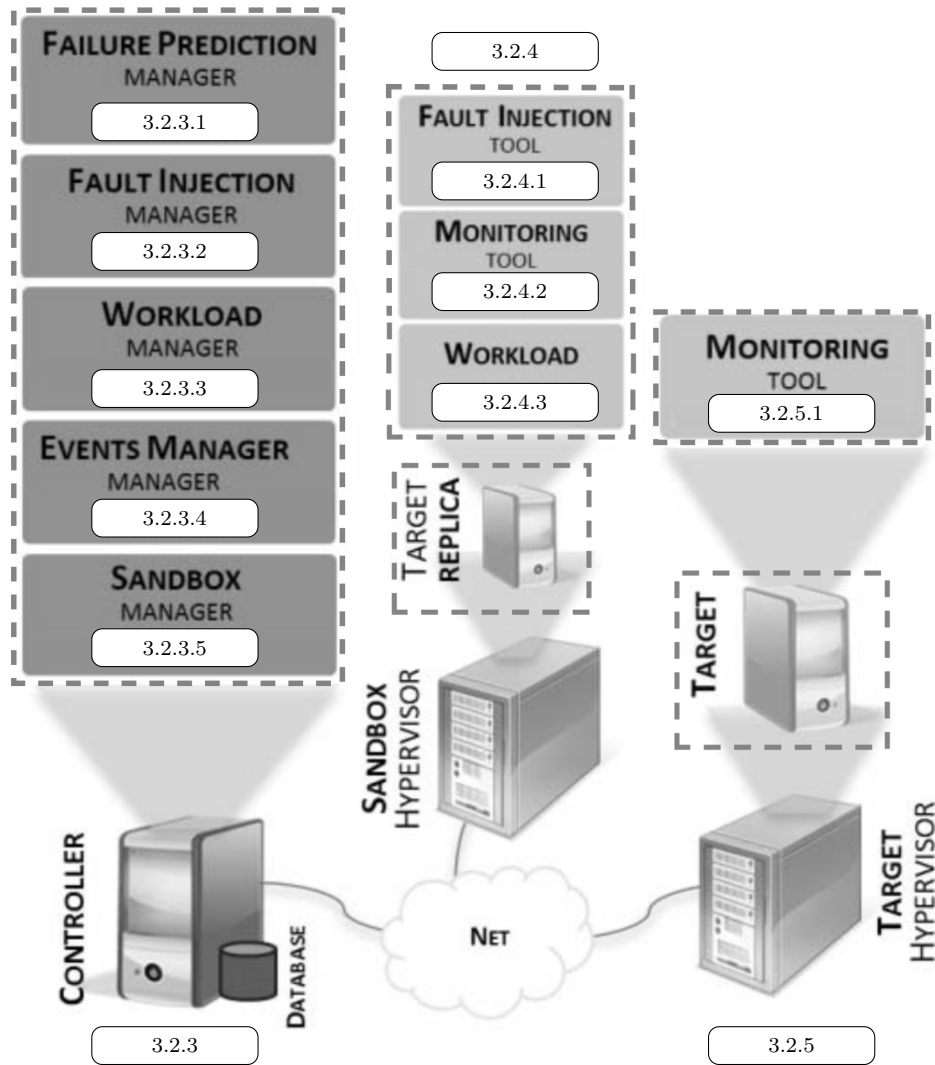 FAILURE PREDICTION
MANAGER
3.2.3.1
FAULT INJECTION
MANAGER
3.2.3.2
WORKLOAD
MANAGER
3.2.3.3
EVENTS MANAGER
MANAGER
3.2.3.4
SANDBOX
MANAGER
3.2.3.5
CONTROLLER
DATABASE
3.2.3
3.2.4
FAULT INJECTION
TOOL
3.2.4.1
MONITORING
TOOL
3.2.4.2
WORKLOAD
3.2.4.3
TARGET
REPLICA
SANDBOX
HYPERVISOR
NET
MONITORING
TOOL
3.2.5.1
TARGET
TARGET
HYPERVISOR
3.2.5